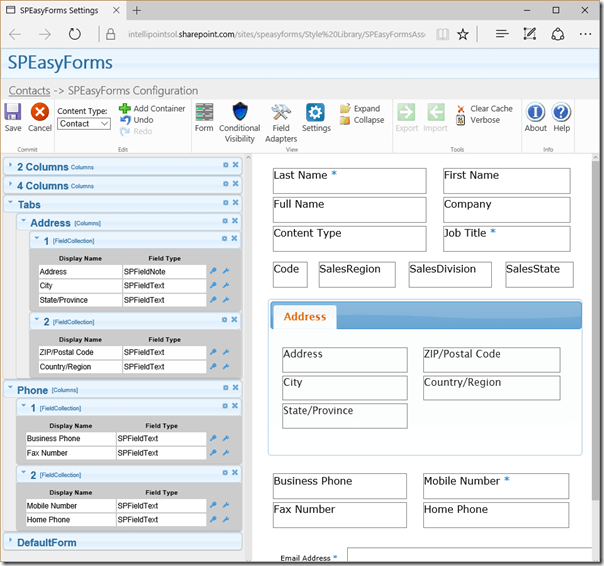 SPEasyForms Settings
intellipointsol.sharepoint.com/sites/speasyforms/Style%20Library/SPEasyFormsAsse
SPEasyForms
Contacts -> SPEasyForms Configuration
Save
Cancel
Commit
Content Type:
Contact
Add Container
Undo
Redo
Edit
Form
Conditional Visibility
Field Adapters
Settings
Expand
Collapse
View
Export
Import
Clear Cache
Verbose
Tools
About
Help
Info
2 Columns Columns
4 Columns Columns
Tabs
Address [Columns]
1 [FieldCollection]
Display Name Field Type
Address SPFieldNote
City SPFieldText
State/Province SPFieldText
2 [FieldCollection]
Display Name Field Type
ZIP/Postal Code SPFieldText
Country/Region SPFieldText
Phone [Columns]
1 [FieldCollection]
Display Name Field Type
Business Phone SPFieldText
Fax Number SPFieldText
2 [FieldCollection]
Display Name Field Type
Mobile Number SPFieldText
Home Phone SPFieldText
DefaultForm
Last Name * First Name
Full Name Company
Content Type Job Title *
Code SalesRegion SalesDivision SalesState
Address
Address ZIP/Postal Code
City Country/Region
State/Province
Business Phone Mobile Number *
Fax Number Home Phone
Email Address *